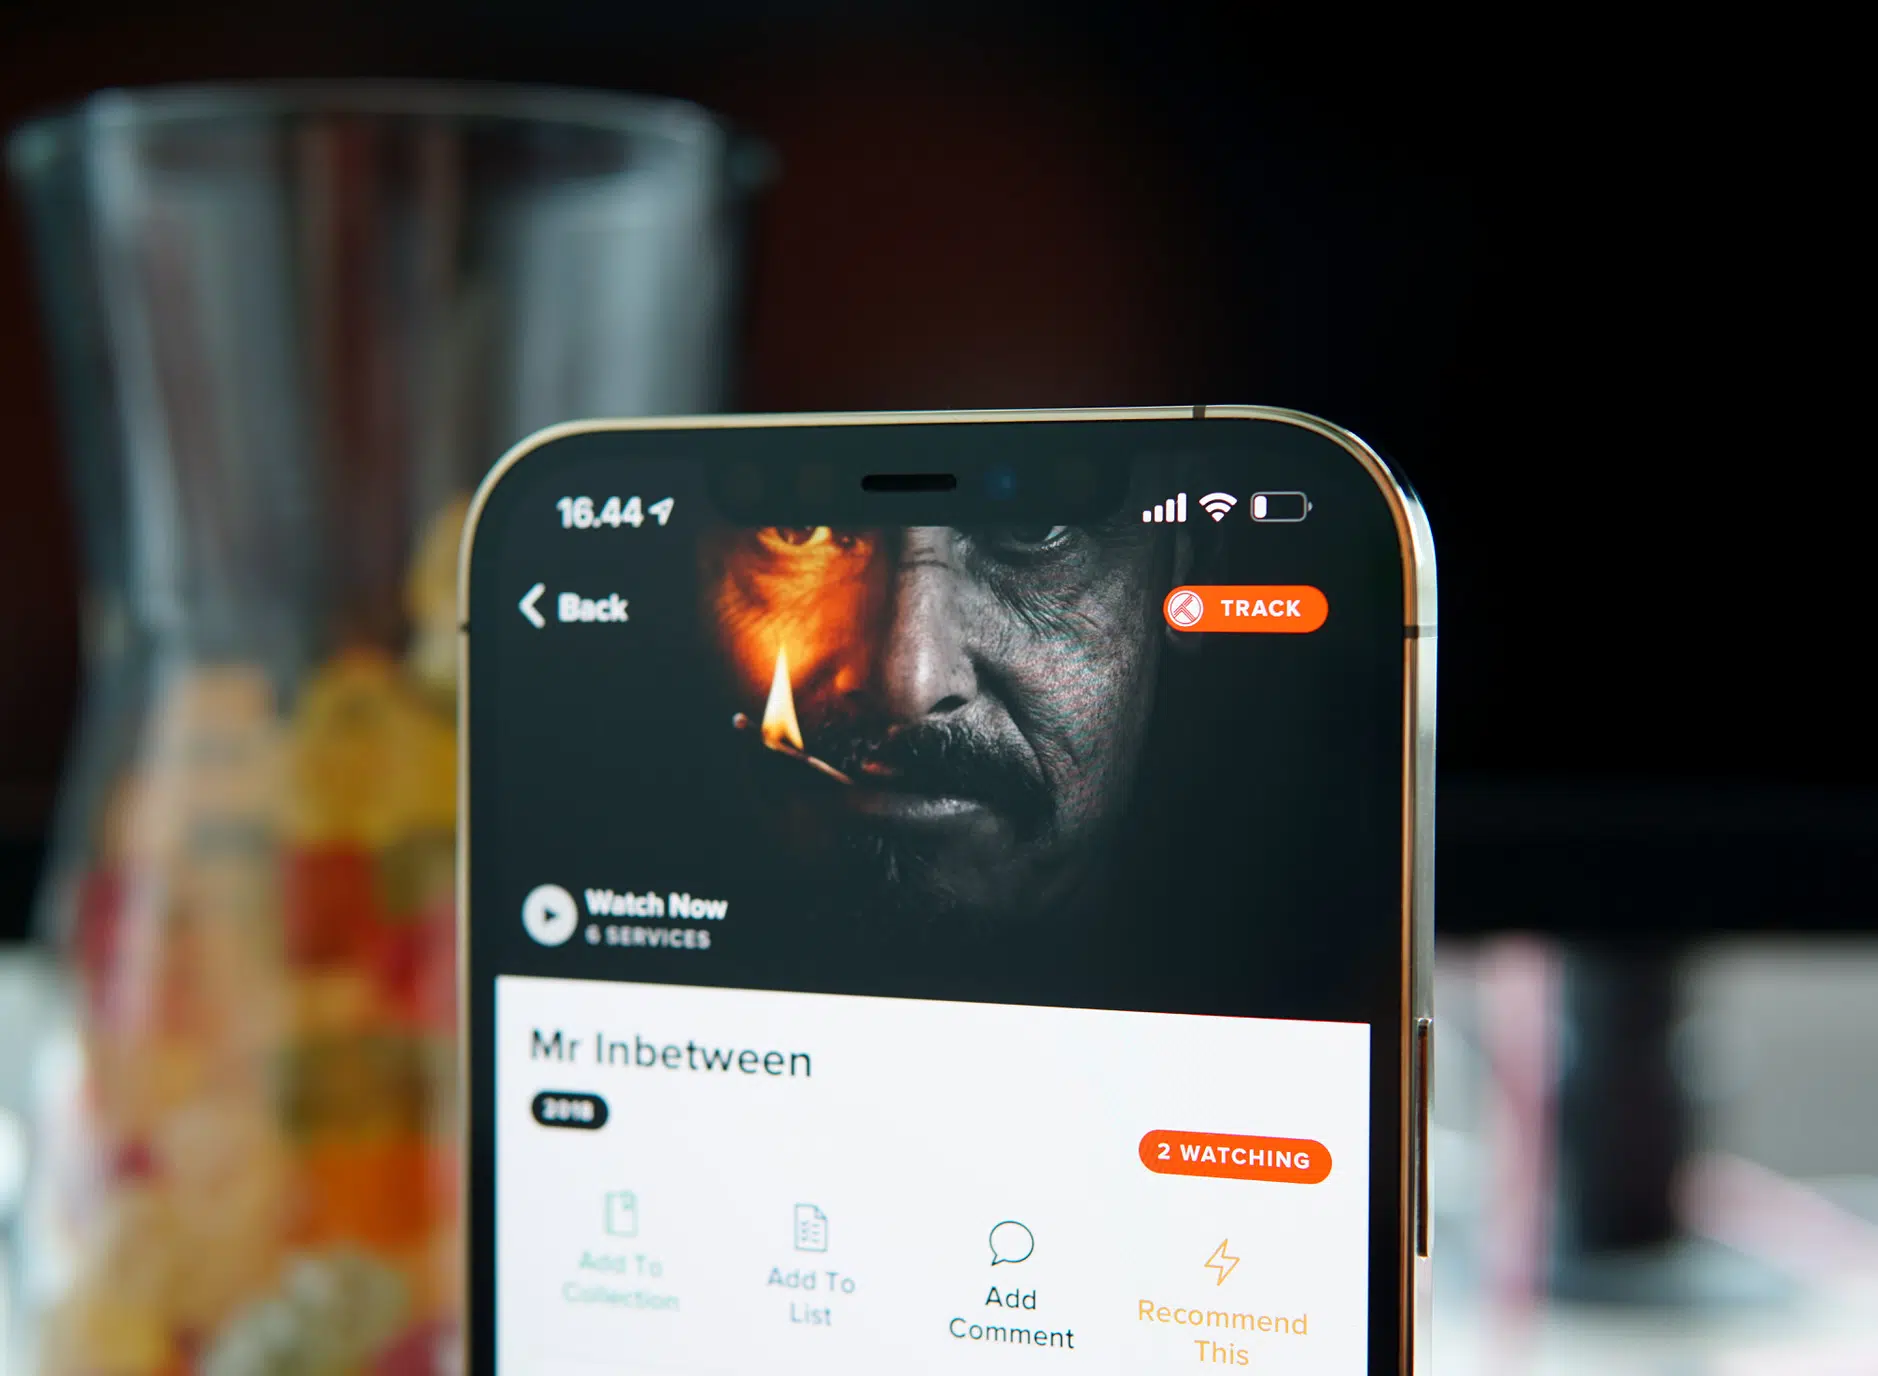 16.44
Back
TRACK
Watch Now
6 SERVICES
Mr Inbetween
2018
2 WATCHING
Add To
Collection
Add To
List
Add
Comment
Recommend
This